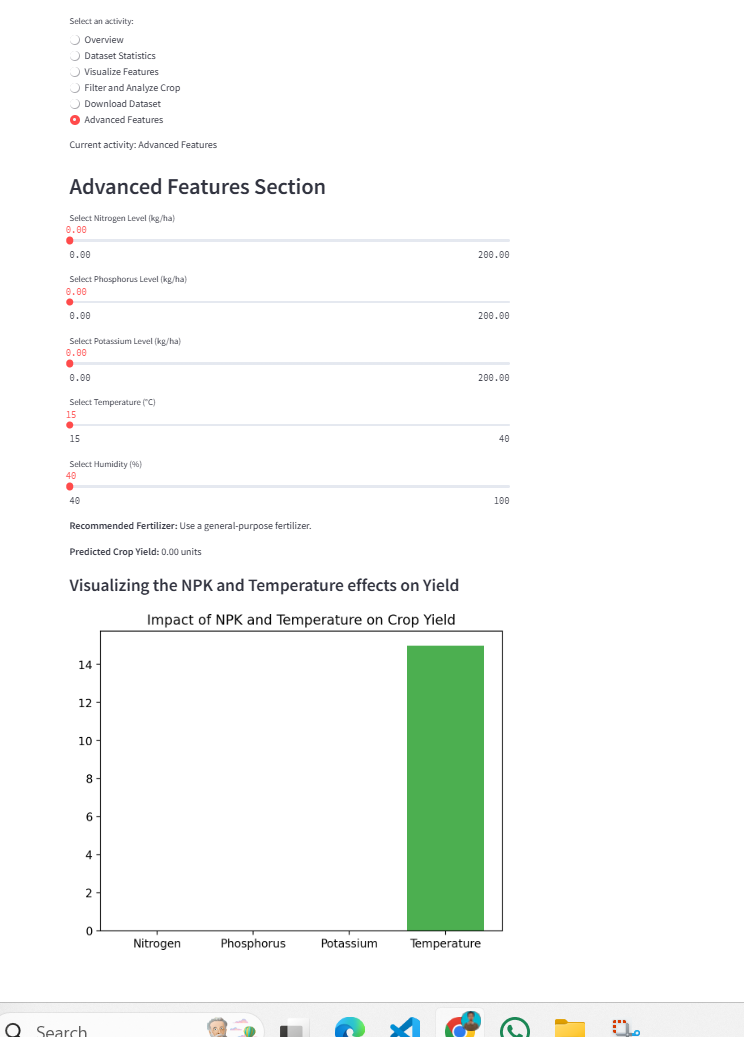 Select an activity:
Overview
Dataset Statistics
Visualize Features
Filter and Analyze Crop
Download Dataset
Advanced Features
Current activity: Advanced Features
Advanced Features Section
Select Nitrogen Level (kg/ha)
0.00
0.00 200.00
Select Phosphorus Level (kg/ha)
0.00
0.00 200.00
Select Potassium Level (kg/ha)
0.00
0.00 200.00
Select Temperature (°C)
15
15 40
Select Humidity (%)
40
40 100
Recommended Fertilizer: Use a general-purpose fertilizer.
Predicted Crop Yield: 0.00 units
Visualizing the NPK and Temperature effects on Yield
Impact of NPK and Temperature on Crop Yield
14
12
10
8
6
4
2
0
Nitrogen Phosphorus Potassium Temperature
Search